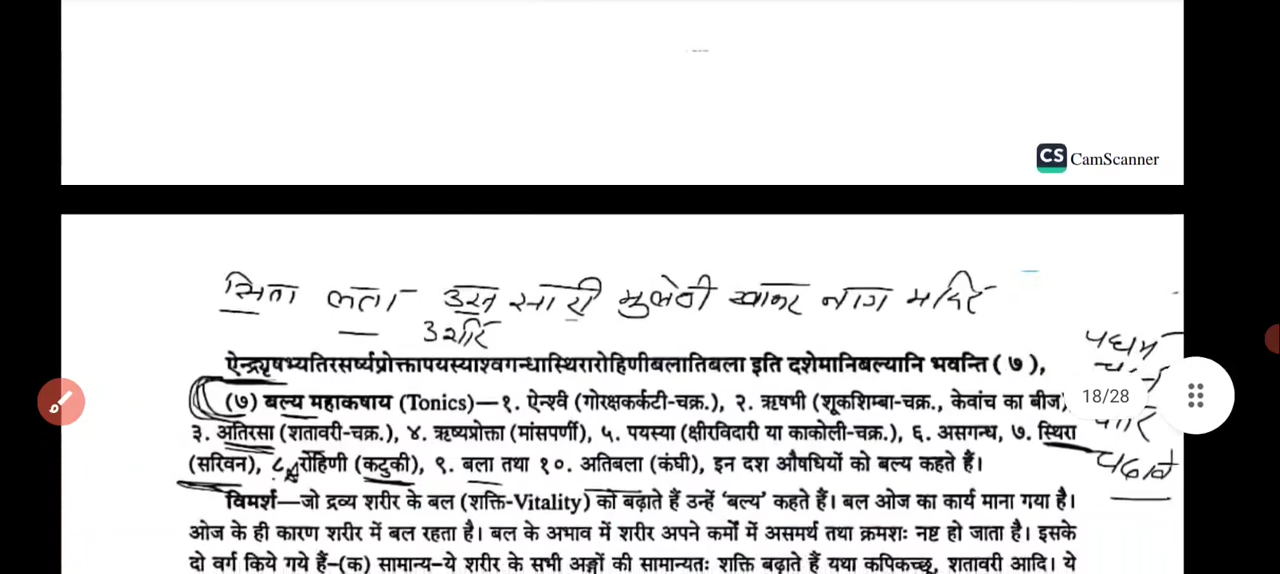 CS CamScanner
सिता लता उस सारी मुलेठी खाकर नाग मंदिर
उशीर
पद्मम
ऐन्द्र्यृषभ्यतिरसर्ष्यप्रोक्तापयस्याश्वगन्धास्थिरारोहिणीबलातिबला इति दशेमानिबल्यानि भवन्ति (७),
18/28
(७) बल्य महाकषाय (Tonics)—१. ऐन्श्वे (गोरक्षकर्कटी-चक्र.), २. ऋषभी (शूकशिम्बा-चक्र., केवांच का बीज)
३. अतिरसा (शतावरी-चक्र.), ४. ऋष्यप्रोक्ता (मांसपर्णी), ५. पयस्या (क्षीरविदारी या काकोली-चक्र.), ६. असगन्ध, ७. स्थिरा
(सरिवन), ८. रोहिणी (कटुकी), ९. बला तथा १०. अतिबला (कंघी), इन दश औषधियों को बल्य कहते हैं।
विमर्श—जो द्रव्य शरीर के बल (शक्ति-Vitality) को बढ़ाते हैं उन्हें ‘बल्य’ कहते हैं। बल ओज का कार्य माना गया है।
ओज के ही कारण शरीर में बल रहता है। बल के अभाव में शरीर अपने कर्मों में असमर्थ तथा क्रमशः नष्ट हो जाता है। इसके
दो वर्ग किये गये हैं-(क) सामान्य-ये शरीर के सभी अङ्गों की सामान्यतः शक्ति बढ़ाते हैं यथा कपिकच्छू, शतावरी आदि। ये